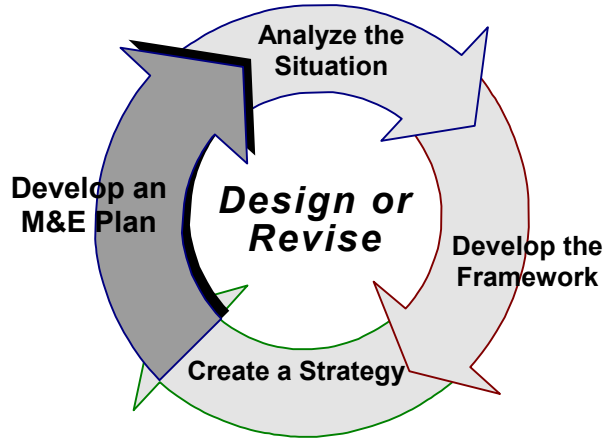 Analyze the
Situation
Develop an
M&E Plan
Design or
Revise
Develop the
Framework
Create a Strategy